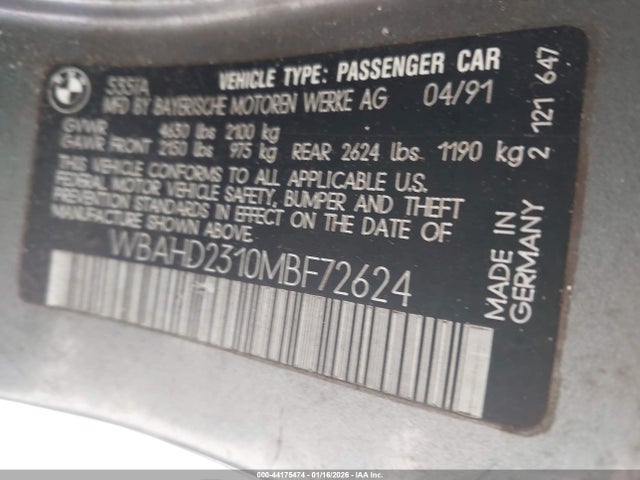 BMW
535IA
VEHICLE TYPE: PASSENGER CAR
MFD BY BAYERISCHE MOTOREN WERKE AG 04/91
GVWR 4630 lbs 2100 kg
GAWR FRONT 2150 lbs 975 kg REAR 2624 lbs 1190 kg
THIS VEHICLE CONFORMS TO ALL APPLICABLE U.S.
FEDERAL MOTOR VEHICLE SAFETY, BUMPER AND THEFT
PREVENTION STANDARDS IN EFFECT ON THE DATE OF
MANUFACTURE SHOWN ABOVE.
WBAHD2310MBF72624
MADE IN
GERMANY
2 121 647
000-44175474 - 01/16/2026 - IAAI.com